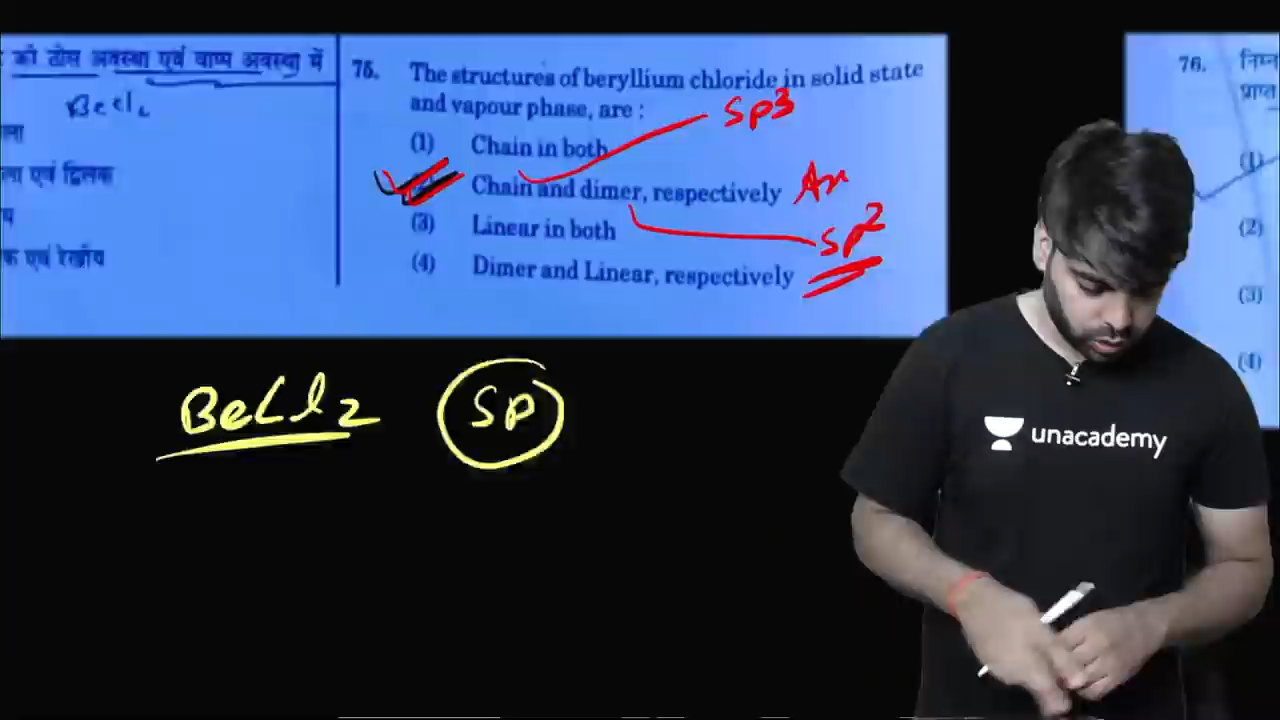 को ठोस अवस्था एवं वाष्प अवस्था में
BeCl₂
ला एवं द्विलक
क एवं रेखीय
75. The structures of beryllium chloride in solid state
and vapour phase, are :
(1) Chain in both
Chain and dimer, respectively
(3) Linear in both
(4) Dimer and Linear, respectively
Sp3
An
Sp2
76. निम्न
प्राप्त
(1)
(2)
(3)
(4)
BeCl2 SP
unacademy